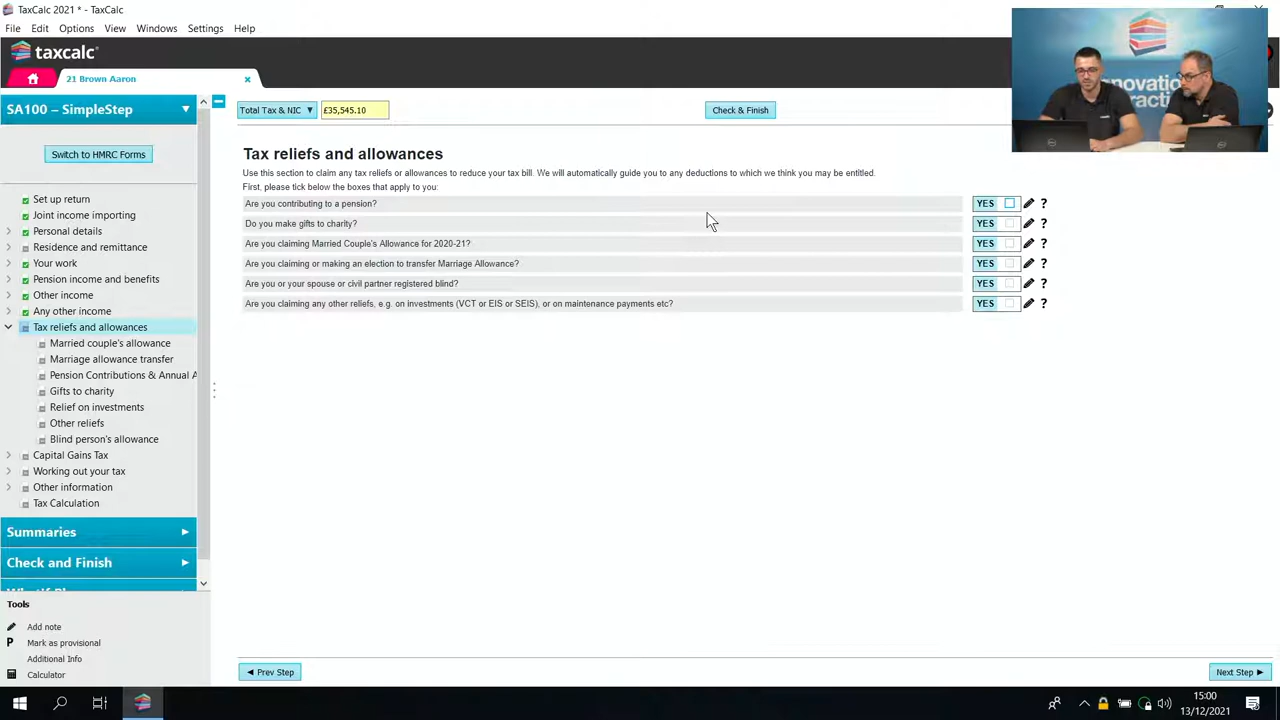 TaxCalc 2021 * - TaxCalc
File Edit Options View Windows Settings Help
taxcalc
21 Brown Aaron
SA100 – SimpleStep
Total Tax & NIC
£35,545.10
Check & Finish
Switch to HMRC Forms
Tax reliefs and allowances
Use this section to claim any tax reliefs or allowances to reduce your tax bill. We will automatically guide you to any deductions to which we think you may be entitled.
First, please tick below the boxes that apply to you:
Are you contributing to a pension? YES ?
Do you make gifts to charity? YES ?
Are you claiming Married Couple's Allowance for 2020-21? YES ?
Are you claiming or making an election to transfer Marriage Allowance? YES ?
Are you or your spouse or civil partner registered blind? YES ?
Are you claiming any other reliefs, e.g. on investments (VCT or EIS or SEIS), or on maintenance payments etc? YES ?
Set up return
Joint income importing
Personal details
Residence and remittance
Your work
Pension income and benefits
Other income
Any other income
Tax reliefs and allowances
Married couple's allowance
Marriage allowance transfer
Pension Contributions & Annual A
Gifts to charity
Relief on investments
Other reliefs
Blind person's allowance
Capital Gains Tax
Working out your tax
Other information
Tax Calculation
Summaries
Check and Finish
Tools
Add note
P Mark as provisional
Additional Info
Calculator
Prev Step
Next Step
15:00
13/12/2021